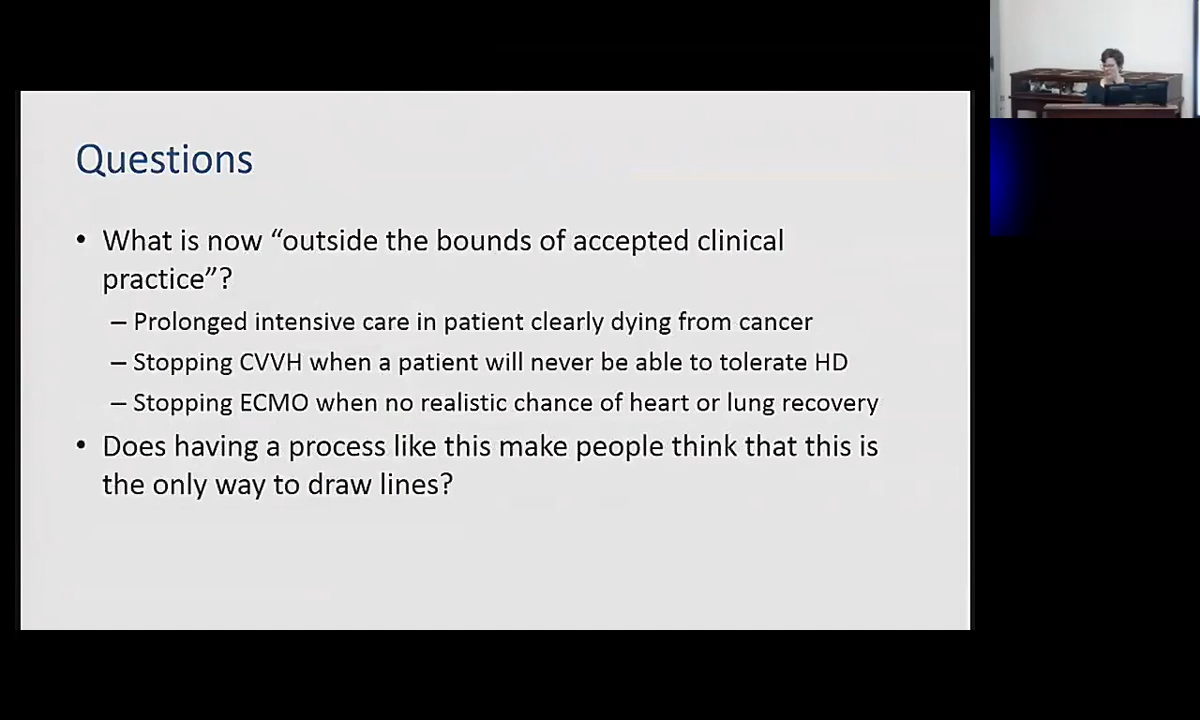 Questions
• What is now “outside the bounds of accepted clinical
practice”?
– Prolonged intensive care in patient clearly dying from cancer
– Stopping CVVH when a patient will never be able to tolerate HD
– Stopping ECMO when no realistic chance of heart or lung recovery
• Does having a process like this make people think that this is
the only way to draw lines?